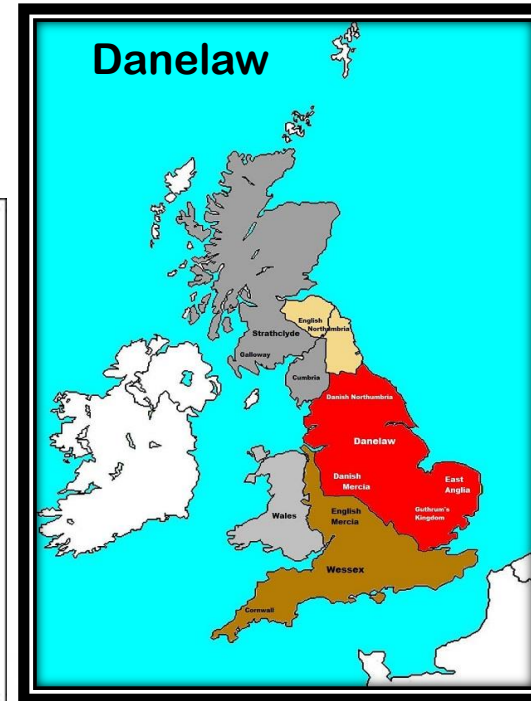 Danelaw
English
Northumbria
Strathclyde
Galloway
Cumbria
Danish Northumbria
Danelaw
Danish
Mercia
East
Anglia
Guthrum's
Kingdom
Wales
English
Mercia
Wessex
Cornwall